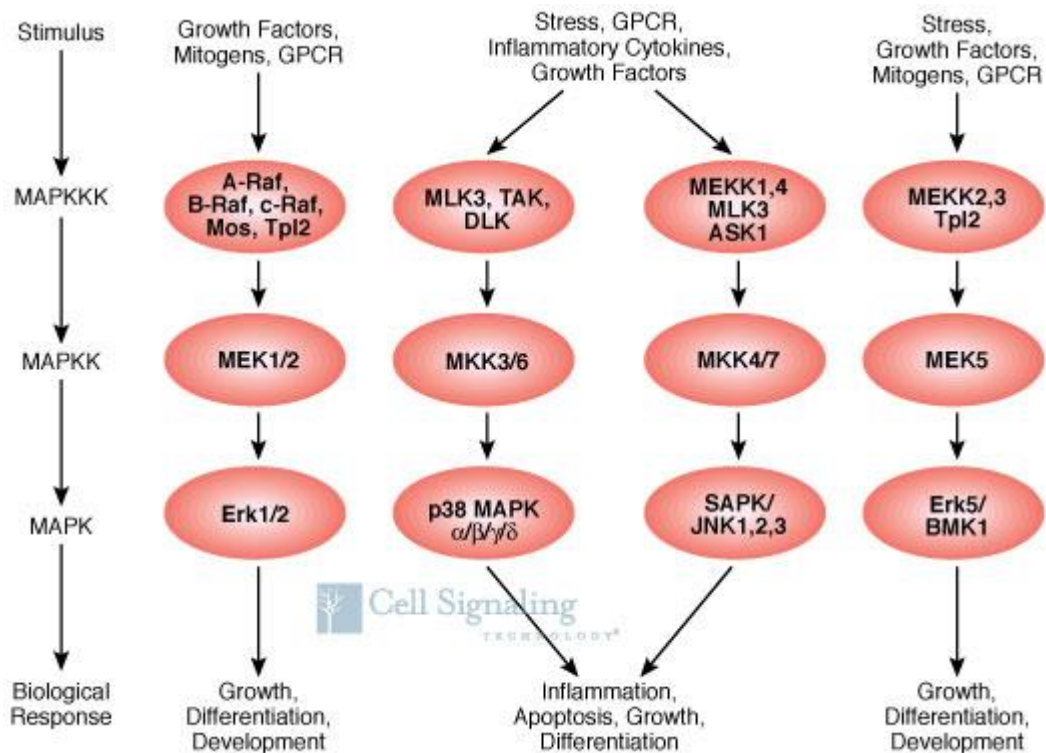 Stimulus
Growth Factors,
Mitogens, GPCR
Stress, GPCR,
Inflammatory Cytokines,
Growth Factors
Stress,
Growth Factors,
Mitogens, GPCR
MAPKKK
A-Raf,
B-Raf, c-Raf,
Mos, Tpl2
MLK3, TAK,
DLK
MEKK1,4
MLK3
ASK1
MEKK2,3
Tpl2
MAPKK
MEK1/2
MKK3/6
MKK4/7
MEK5
MAPK
Erk1/2
p38 MAPK
α/β/γ/δ
SAPK/
JNK1,2,3
Erk5/
BMK1
Cell Signaling
TECHNOLOGY®
Biological
Response
Growth,
Differentiation,
Development
Inflammation,
Apoptosis, Growth,
Differentiation
Growth,
Differentiation,
Development